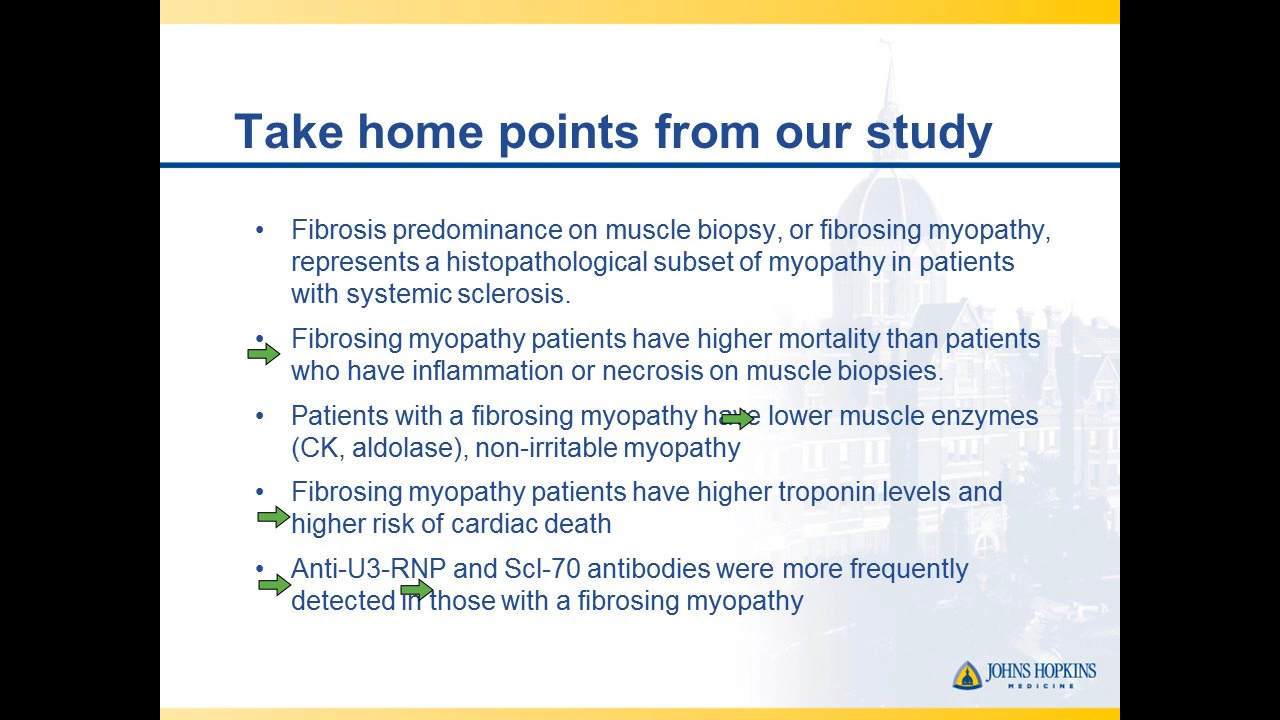 Take home points from our study
• Fibrosis predominance on muscle biopsy, or fibrosing myopathy,
represents a histopathological subset of myopathy in patients
with systemic sclerosis.
• Fibrosing myopathy patients have higher mortality than patients
who have inflammation or necrosis on muscle biopsies.
• Patients with a fibrosing myopathy have lower muscle enzymes
(CK, aldolase), non-irritable myopathy
• Fibrosing myopathy patients have higher troponin levels and
higher risk of cardiac death
• Anti-U3-RNP and Scl-70 antibodies were more frequently
detected in those with a fibrosing myopathy
JOHNS HOPKINS
MEDICINE